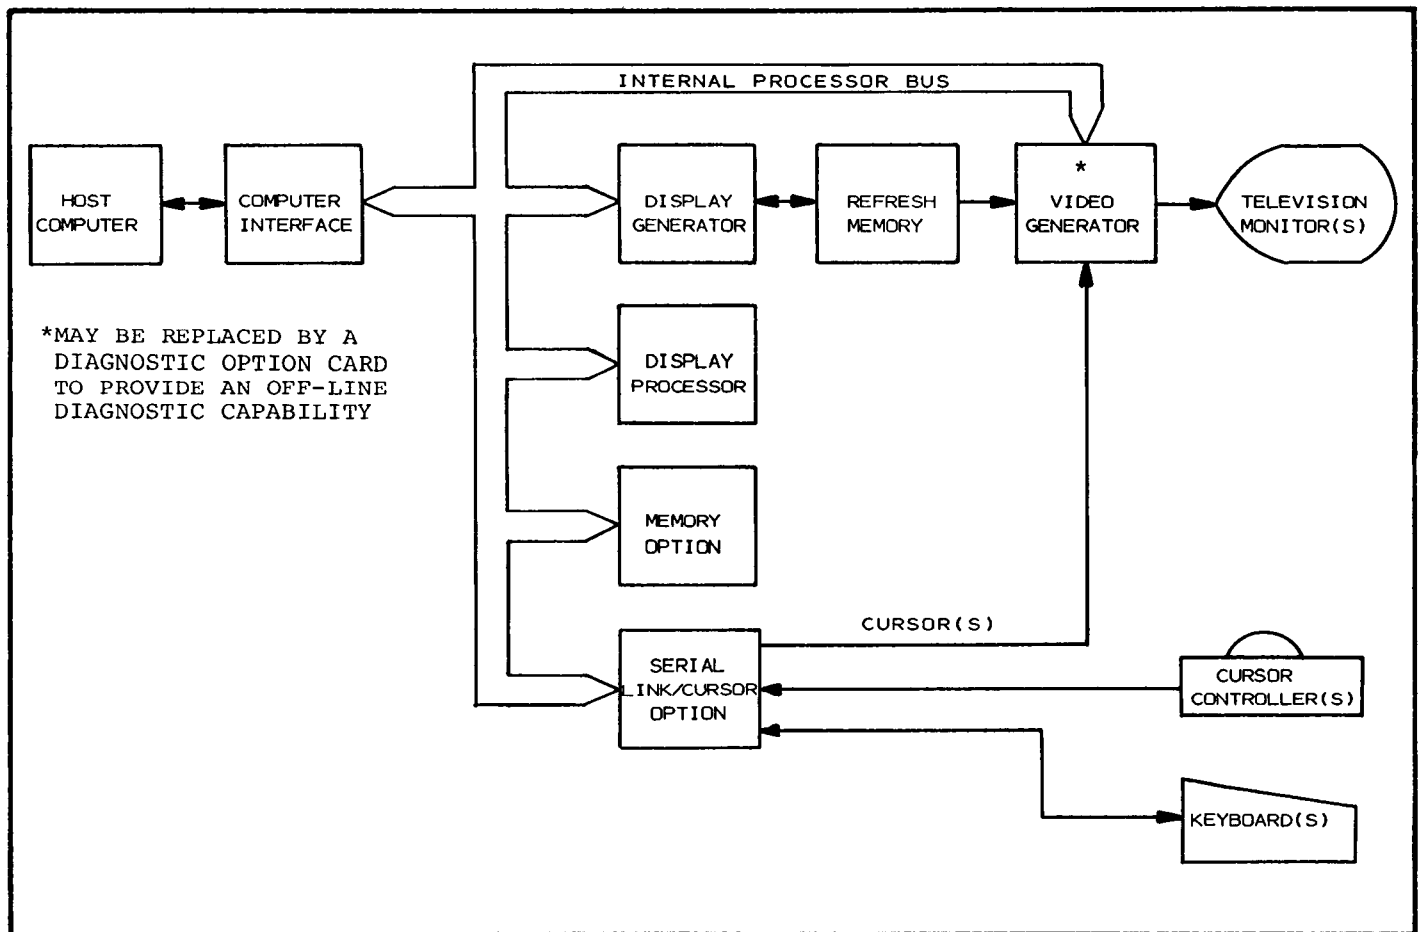 INTERNAL PROCESSOR BUS
HOST
COMPUTER
COMPUTER
INTERFACE
DISPLAY
GENERATOR
REFRESH
MEMORY
*
VIDEO
GENERATOR
TELEVISION
MONITOR(S)
*MAY BE REPLACED BY A
DIAGNOSTIC OPTION CARD
TO PROVIDE AN OFF-LINE
DIAGNOSTIC CAPABILITY
DISPLAY
PROCESSOR
MEMORY
OPTION
CURSOR(S)
SERIAL
LINK/CURSOR
OPTION
CURSOR
CONTROLLER(S)
KEYBOARD(S)